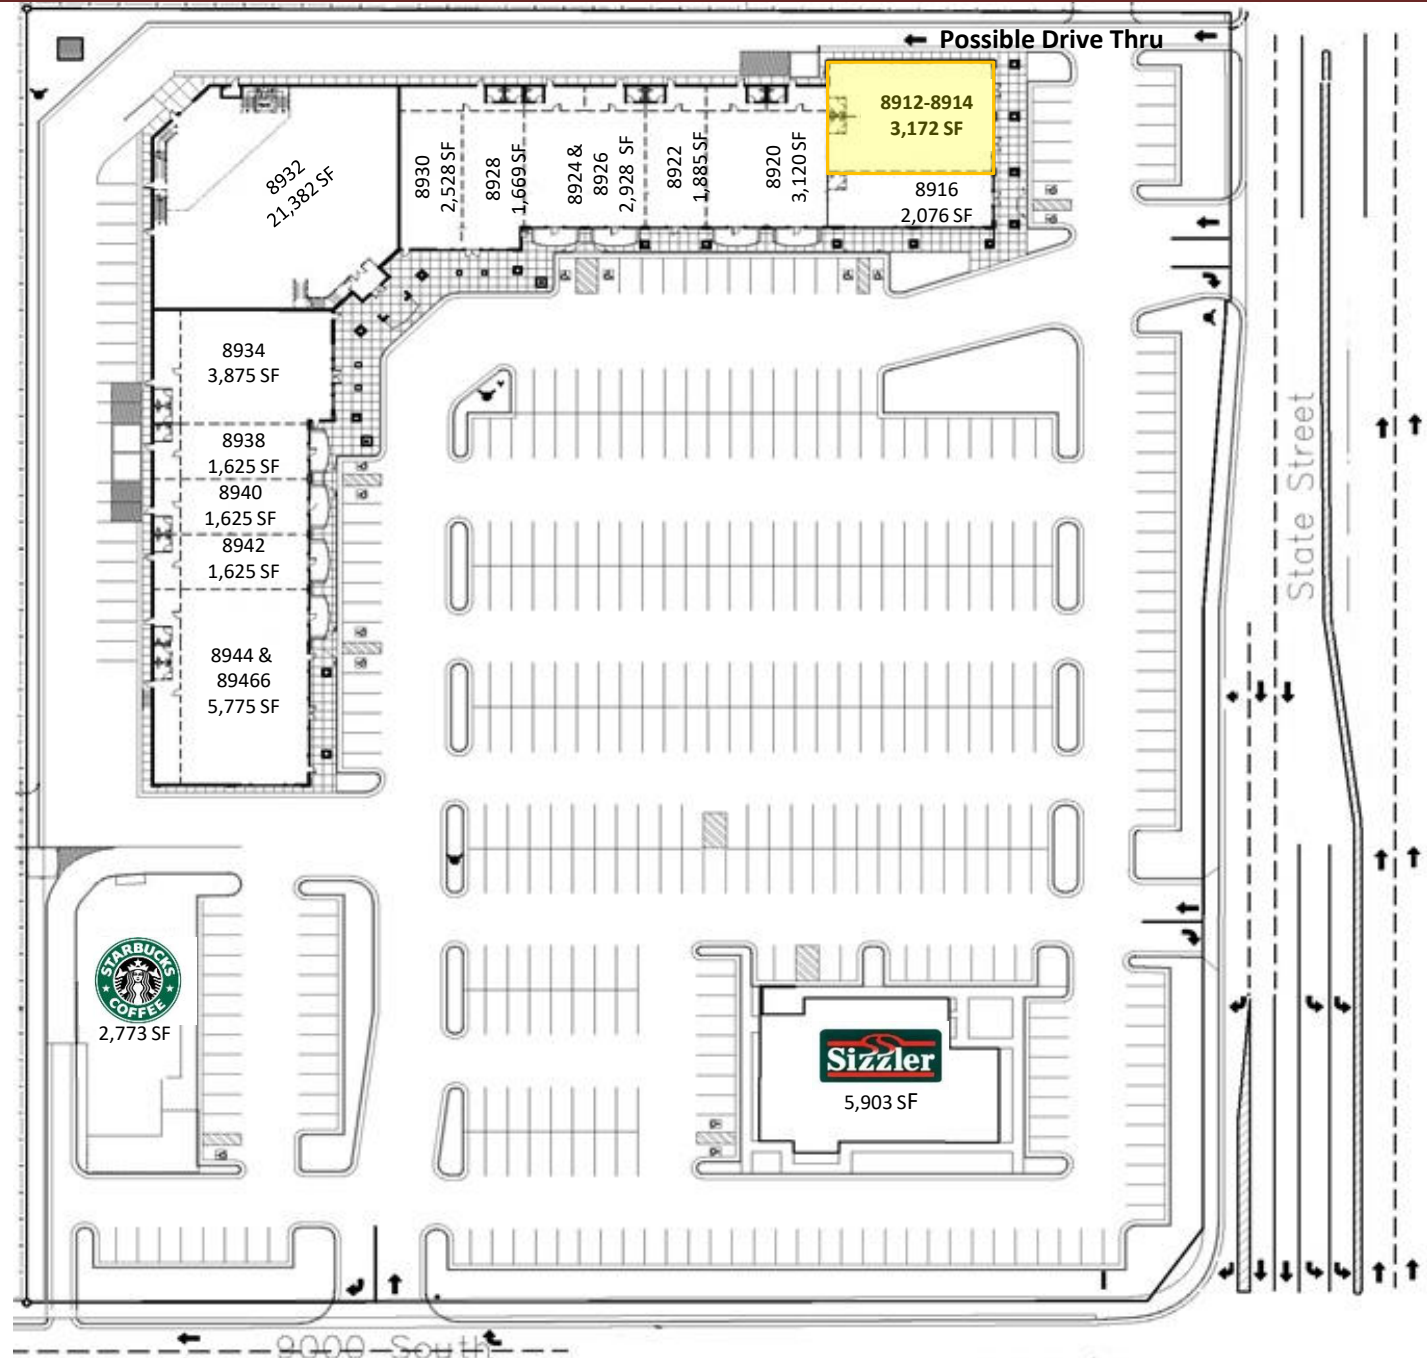 Possible Drive Thru
8912-8914
3,172 SF
8932
21,382 SF
8930
2,528 SF
8928
1,669 SF
8924 &
8926
2,928 SF
8922
1,885 SF
8920
3,120 SF
8916
2,076 SF
8934
3,875 SF
8938
1,625 SF
8940
1,625 SF
8942
1,625 SF
8944 &
89466
5,775 SF
State Street
STARBUCKS
COFFEE
2,773 SF
Sizzler
5,903 SF
9000 South